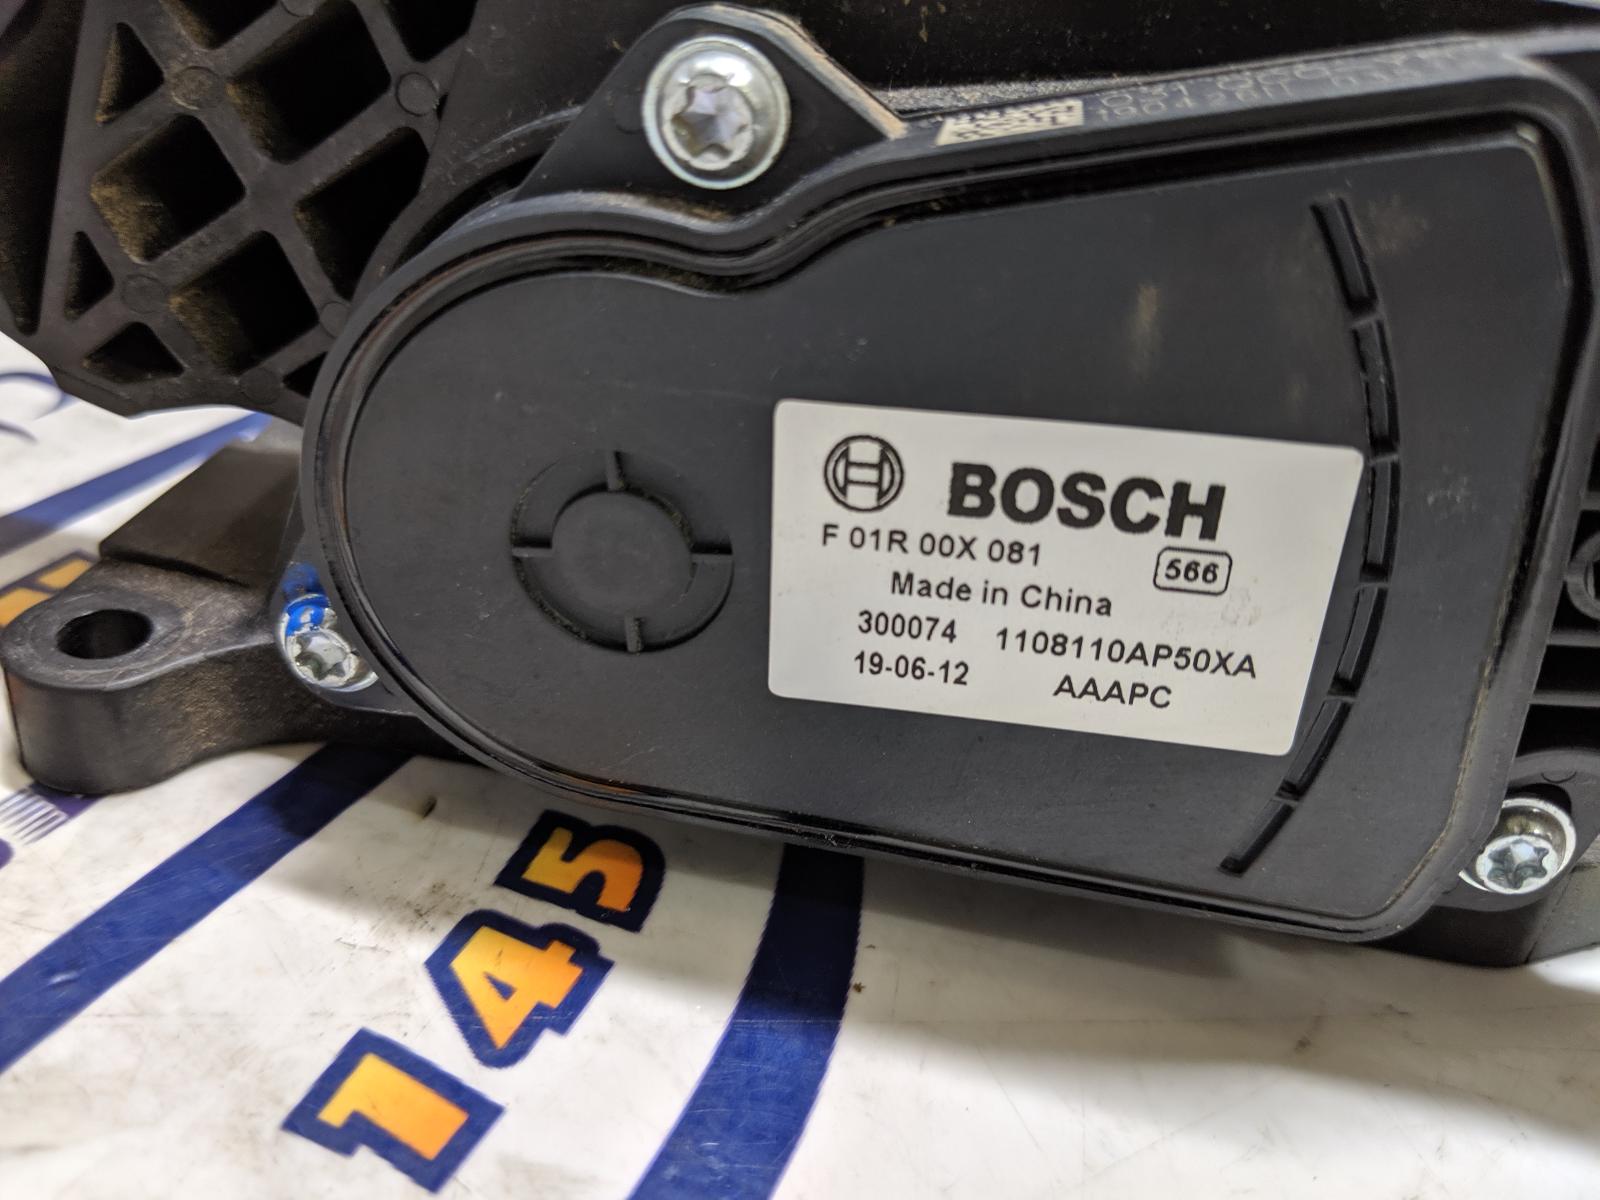 BOSCH
F 01R 00X 081
566
Made in China
300074 1108110AP50XA
19-06-12 AAAPC
145